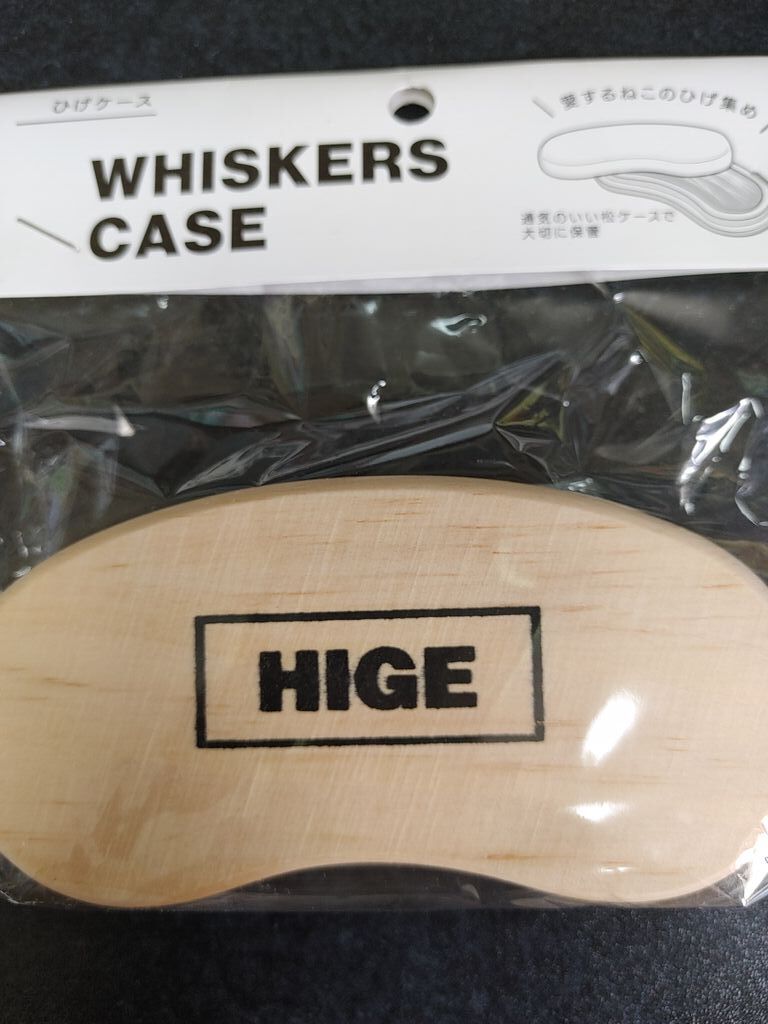 ひげケース
WHISKERS
CASE
愛するねこのひげ集め
通気のいい松ケースで
大切に保管
HIGE